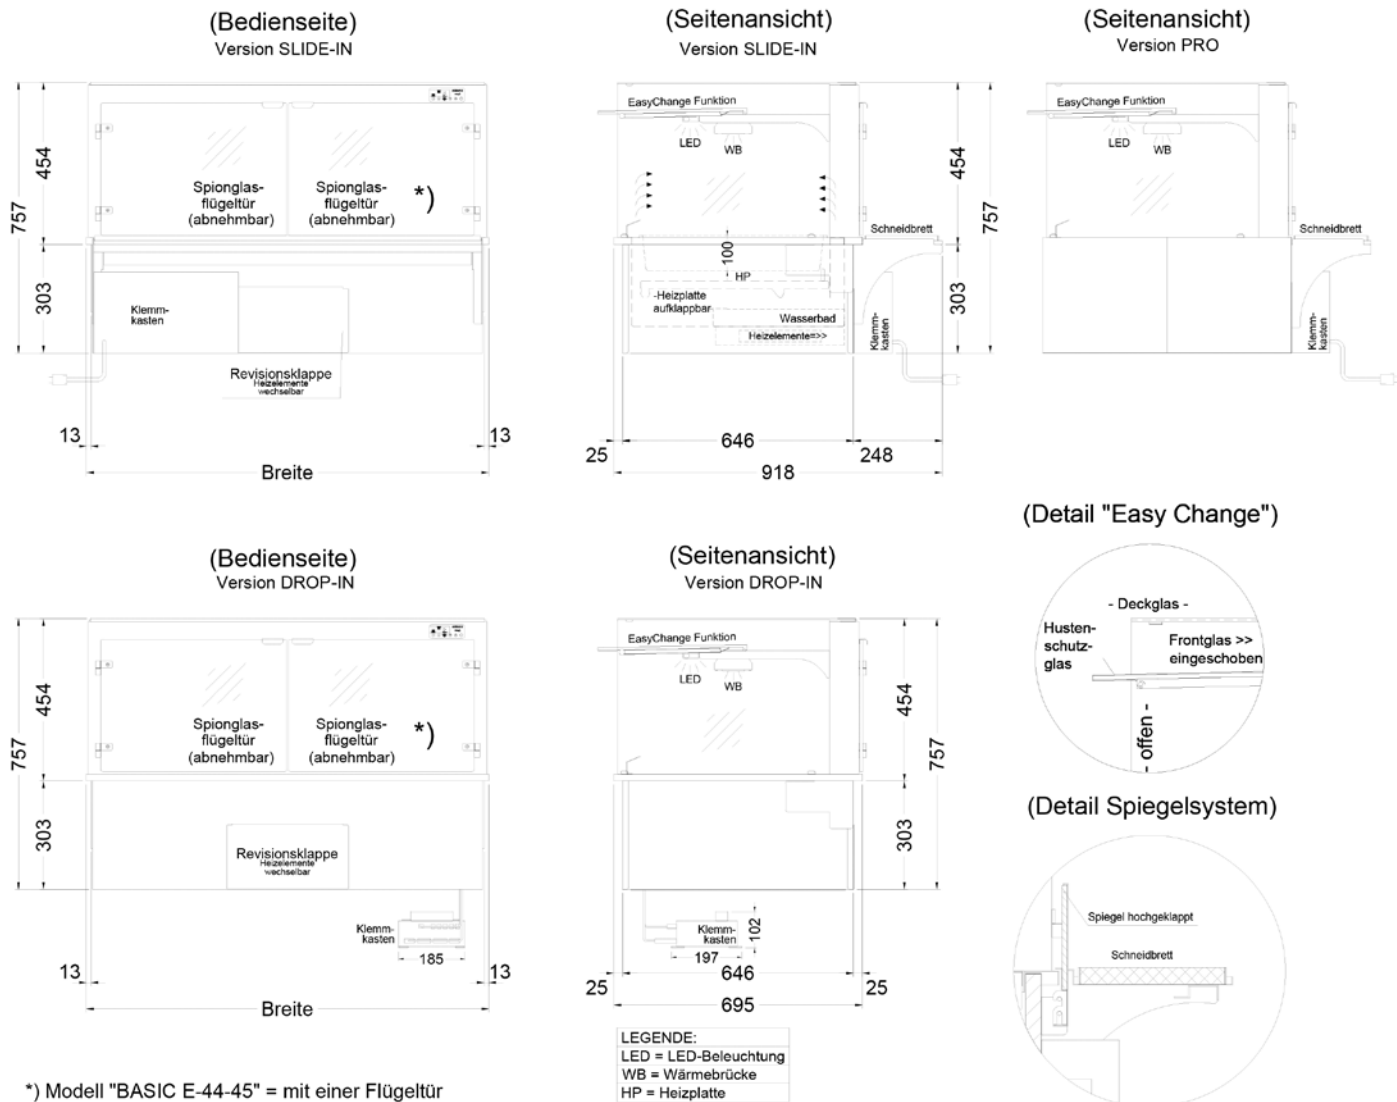 (Bedienseite)
Version SLIDE-IN
454
757
303
Spionglas-
flügeltür
(abnehmbar)
Spionglas-
flügeltür
(abnehmbar)
*)
Klemm-
kasten
Revisionsklappe
Heizelemente
wechselbar
13
13
Breite
(Seitenansicht)
Version SLIDE-IN
EasyChange Funktion
LED
WB
454
757
303
Schneidbrett
100
HP
-Heizplatte
aufklappbar
Wasserbad
Heizelemente=>>
Klemm-
kasten
25
646
248
918
(Seitenansicht)
Version PRO
EasyChange Funktion
LED
WB
454
757
303
Schneidbrett
Klemm-
kasten
(Bedienseite)
Version DROP-IN
454
757
303
Spionglas-
flügeltür
(abnehmbar)
Spionglas-
flügeltür
(abnehmbar)
*)
Revisionsklappe
Heizelemente
wechselbar
Klemm-
kasten
185
13
13
Breite
(Seitenansicht)
Version DROP-IN
EasyChange Funktion
LED
WB
454
757
303
Klemm-
kasten
102
197
25
646
25
695
(Detail "Easy Change")
- Deckglas -
Husten-
schutz-
glas
Frontglas >>
eingeschoben
- offen -
(Detail Spiegelsystem)
Spiegel hochgeklappt
Schneidbrett
LEGENDE:
LED = LED-Beleuchtung
WB = Wärmebrücke
HP = Heizplatte
*) Modell "BASIC E-44-45" = mit einer Flügeltür